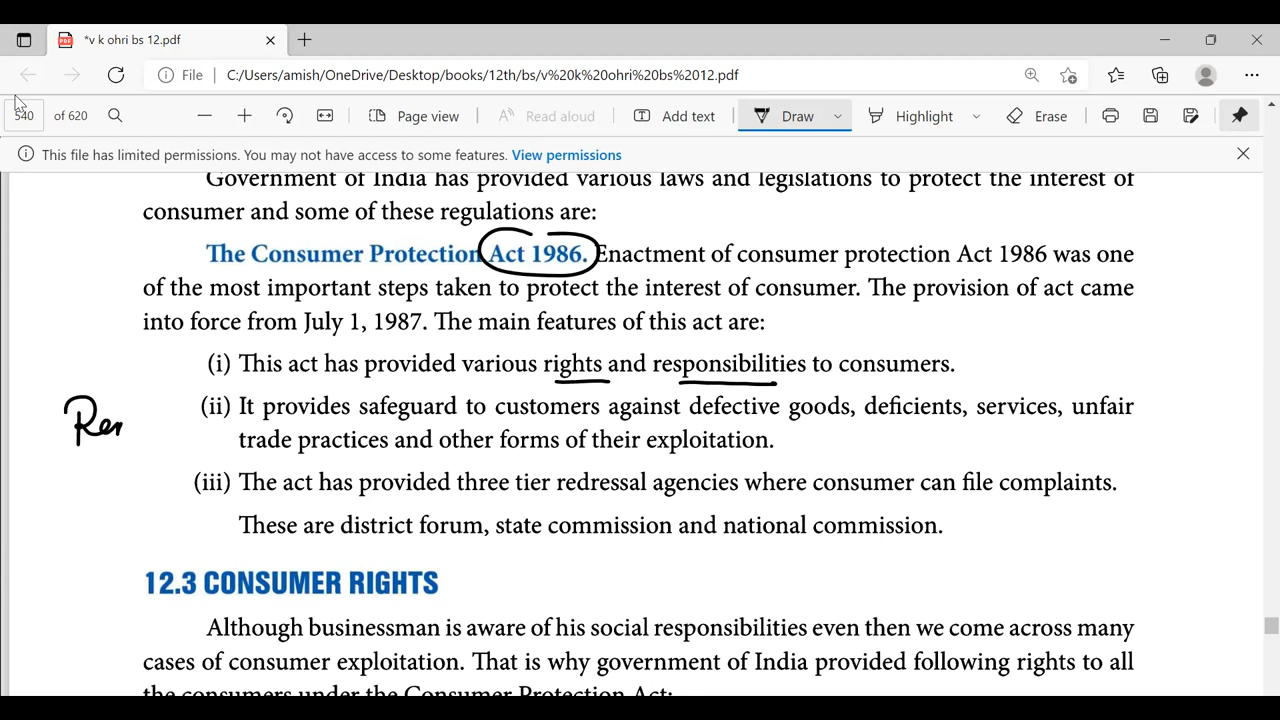 *v k ohri bs 12.pdf
File C:/Users/amish/OneDrive/Desktop/books/12th/bs/v%20k%20ohri%20bs%2012.pdf
540 of 620 Page view Read aloud Add text Draw Highlight Erase
This file has limited permissions. You may not have access to some features. View permissions
Government of India has provided various laws and legislations to protect the interest of
consumer and some of these regulations are:
The Consumer Protection Act 1986. Enactment of consumer protection Act 1986 was one
of the most important steps taken to protect the interest of consumer. The provision of act came
into force from July 1, 1987. The main features of this act are:
(i) This act has provided various rights and responsibilities to consumers.
(ii) It provides safeguard to customers against defective goods, deficients, services, unfair
Rem
trade practices and other forms of their exploitation.
(iii) The act has provided three tier redressal agencies where consumer can file complaints.
These are district forum, state commission and national commission.
12.3 CONSUMER RIGHTS
Although businessman is aware of his social responsibilities even then we come across many
cases of consumer exploitation. That is why government of India provided following rights to all
the consumers under the Consumer Protection Act: